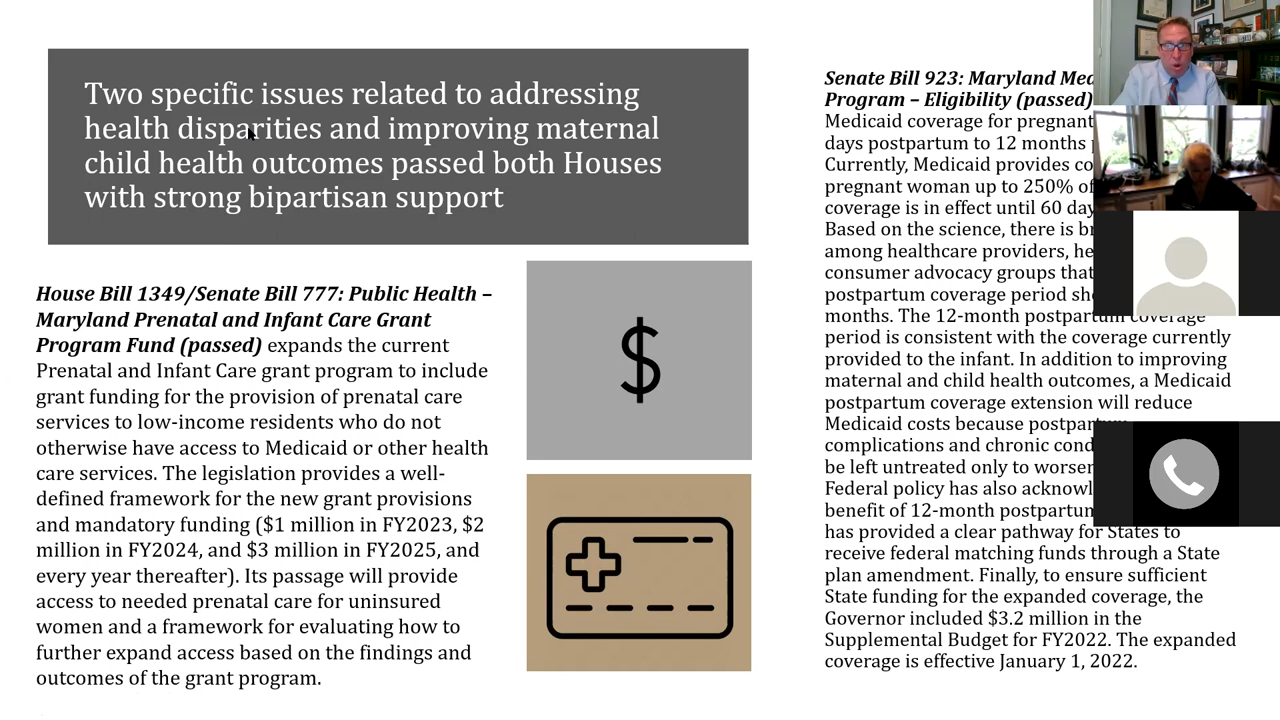 Two specific issues related to addressing
health disparities and improving maternal
child health outcomes passed both Houses
with strong bipartisan support
House Bill 1349/Senate Bill 777: Public Health –
Maryland Prenatal and Infant Care Grant
Program Fund (passed) expands the current
Prenatal and Infant Care grant program to include
grant funding for the provision of prenatal care
services to low-income residents who do not
otherwise have access to Medicaid or other health
care services. The legislation provides a well-
defined framework for the new grant provisions
and mandatory funding ($1 million in FY2023, $2
million in FY2024, and $3 million in FY2025, and
every year thereafter). Its passage will provide
access to needed prenatal care for uninsured
women and a framework for evaluating how to
further expand access based on the findings and
outcomes of the grant program.
$
Senate Bill 923: Maryland
Program – Eligibility (passed)
Medicaid coverage for pregnant
days postpartum to 12 months
Currently, Medicaid provides
pregnant woman up to 250% of
coverage is in effect until 60
Based on the science, there is
among healthcare providers,
consumer advocacy groups that
postpartum coverage period
months. The 12-month postpartum coverage
period is consistent with the coverage currently
provided to the infant. In addition to improving
maternal and child health outcomes, a Medicaid
postpartum coverage extension will reduce
Medicaid costs because postpartum
complications and chronic
be left untreated only to
Federal policy has also
benefit of 12-month postpartum
has provided a clear pathway for States to
receive federal matching funds through a State
plan amendment. Finally, to ensure sufficient
State funding for the expanded coverage, the
Governor included $3.2 million in the
Supplemental Budget for FY2022. The expanded
coverage is effective January 1, 2022.